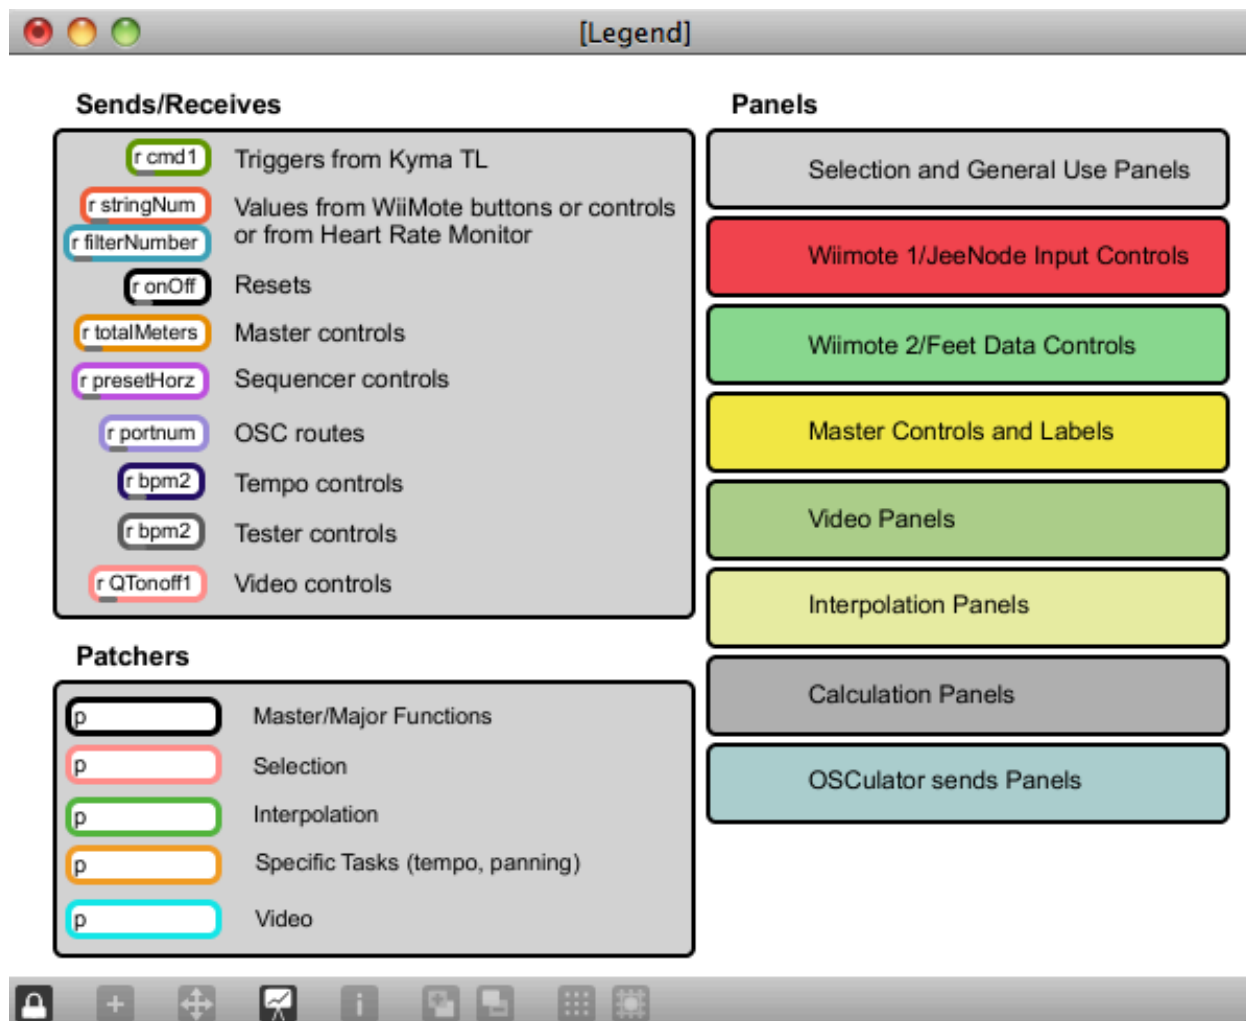 [Legend]
Sends/Receives
r cmd1 Triggers from Kyma TL
r stringNum Values from WiiMote buttons or controls
r filterNumber or from Heart Rate Monitor
r onOff Resets
r totalMeters Master controls
r presetHorz Sequencer controls
r portnum OSC routes
r bpm2 Tempo controls
r bpm2 Tester controls
r QTonoff1 Video controls
Patchers
p Master/Major Functions
p Selection
p Interpolation
p Specific Tasks (tempo, panning)
p Video
Panels
Selection and General Use Panels
Wiimote 1/JeeNode Input Controls
Wiimote 2/Feet Data Controls
Master Controls and Labels
Video Panels
Interpolation Panels
Calculation Panels
OSCulator sends Panels